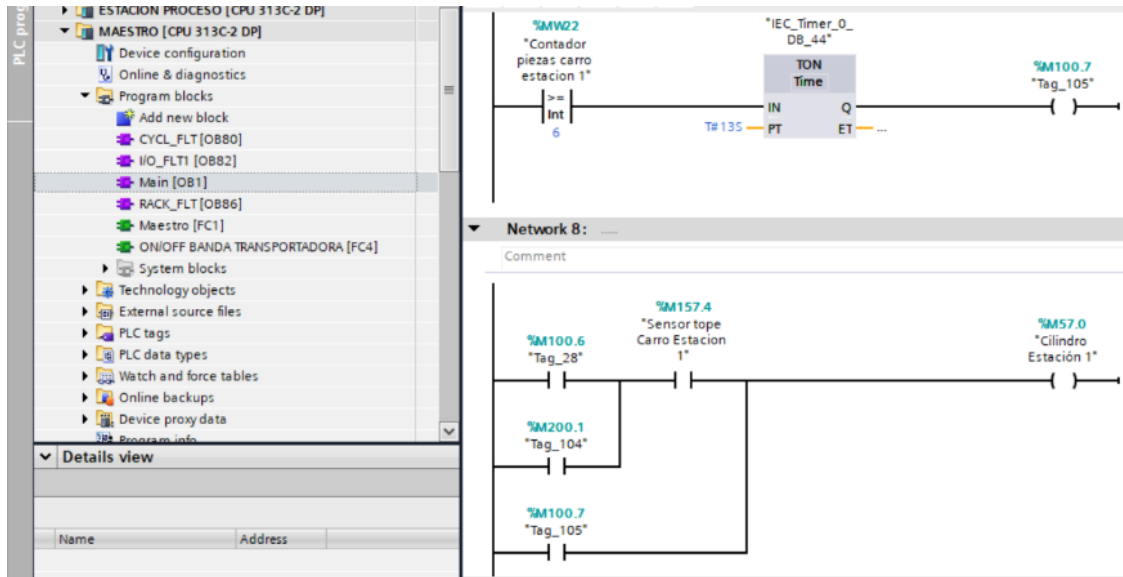 PLC prog
ESTACION PROCESO [CPU 313C-2 DP]
MAESTRO [CPU 313C-2 DP]
Device configuration
Online & diagnostics
Program blocks
Add new block
CYCL_FLT [OB80]
I/O_FLT1 [OB82]
Main [OB1]
RACK_FLT [OB86]
Maestro [FC1]
ON/OFF BANDA TRANSPORTADORA [FC4]
System blocks
Technology objects
External source files
PLC tags
PLC data types
Watch and force tables
Online backups
Device proxy data
Program info
Details view
Name Address
%MW22
"Contador
piezas carro
estacion 1"
>=
Int
6
"IEC_Timer_0_
DB_44"
TON
Time
IN Q
T#13S PT ET ...
%M100.7
"Tag_105"
Network 8: .....
Comment
%M100.6
"Tag_28"
%M157.4
"Sensor tope
Carro Estacion
1"
%M57.0
"Cilindro
Estación 1"
%M200.1
"Tag_104"
%M100.7
"Tag_105"